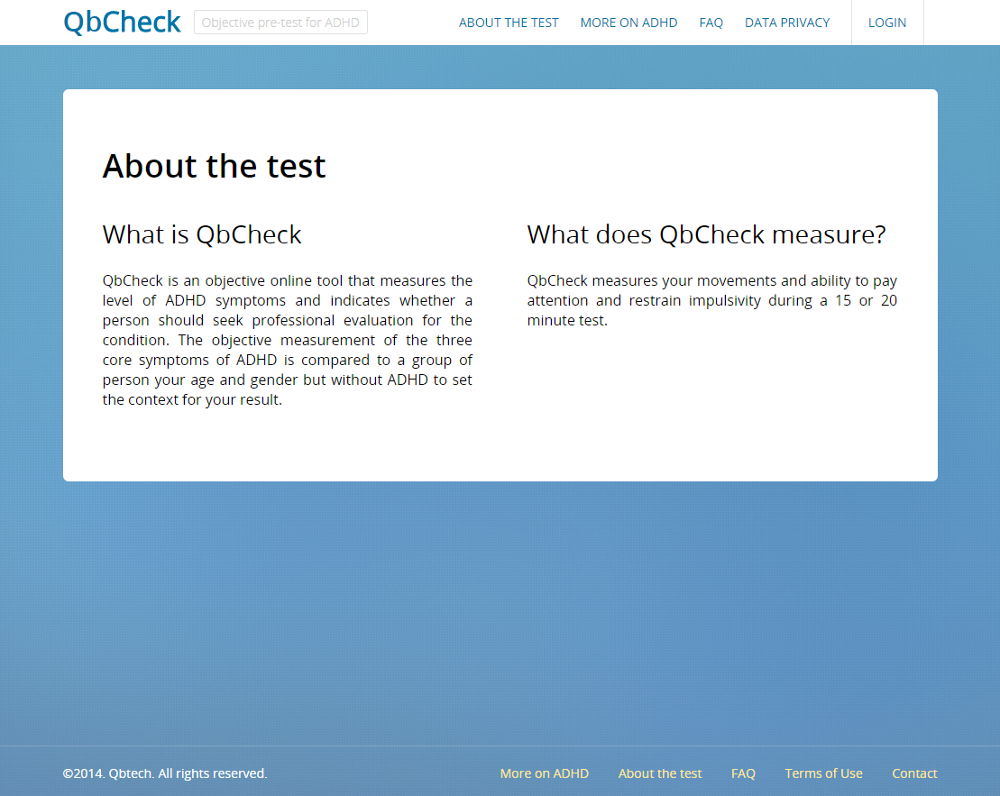 QbCheck
Objective pre-test for ADHD
ABOUT THE TEST
MORE ON ADHD
FAQ
DATA PRIVACY
LOGIN
About the test
What is QbCheck
QbCheck is an objective online tool that measures the
level of ADHD symptoms and indicates whether a
person should seek professional evaluation for the
condition. The objective measurement of the three
core symptoms of ADHD is compared to a group of
person your age and gender but without ADHD to set
the context for your result.
What does QbCheck measure?
QbCheck measures your movements and ability to pay
attention and restrain impulsivity during a 15 or 20
minute test.
©2014. Qbtech. All rights reserved.
More on ADHD
About the test
FAQ
Terms of Use
Contact